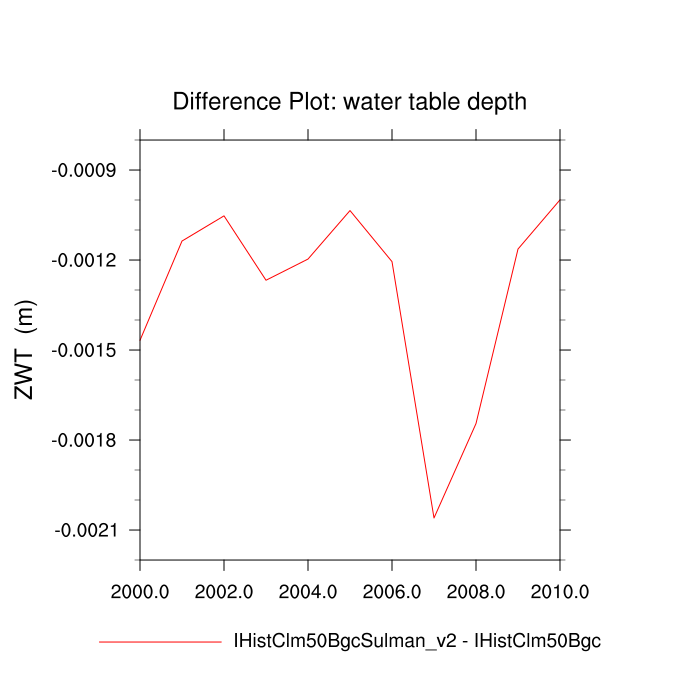 Difference Plot: water table depth
ZWT (m)
-0.0009
-0.0012
-0.0015
-0.0018
-0.0021
2000.0 2002.0 2004.0 2006.0 2008.0 2010.0
IHistClm50BgcSulman_v2 - IHistClm50Bgc